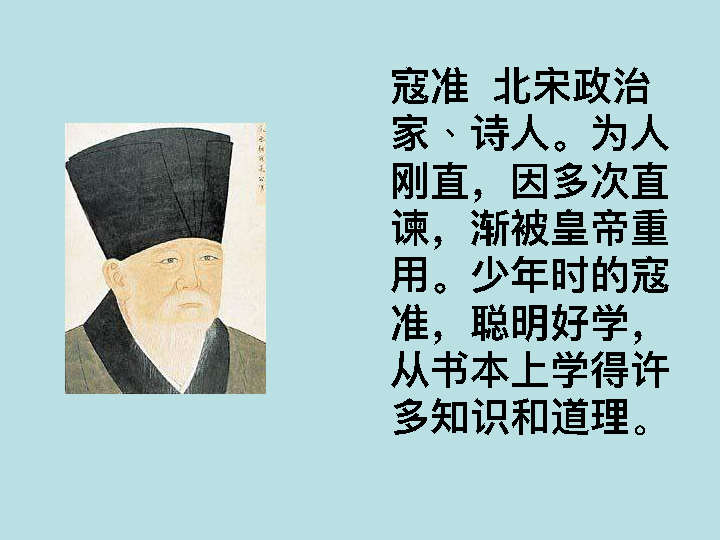 寇准 北宋政治
家、诗人。为人
刚直，因多次直
谏，渐被皇帝重
用。少年时的寇
准，聪明好学，
从书本上学得许
多知识和道理。